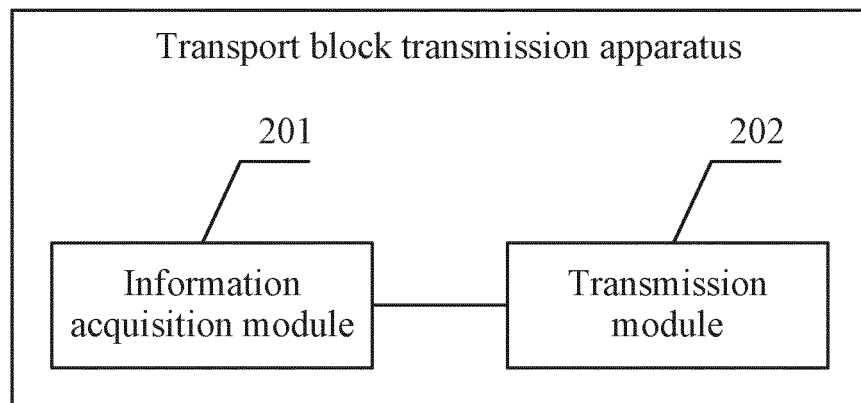 Transport block transmission apparatus
201
202
Information
acquisition module
Transmission
module